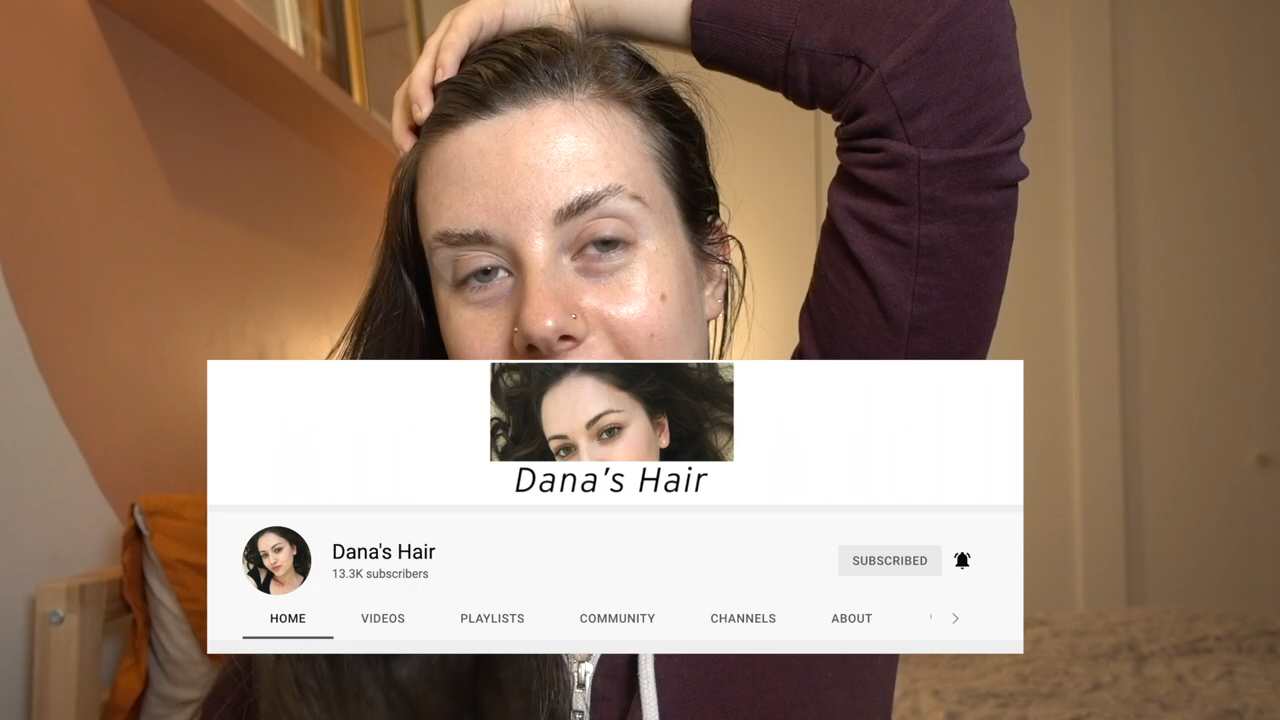 Dana's Hair
Dana's Hair
13.3K subscribers
SUBSCRIBED
HOME VIDEOS PLAYLISTS COMMUNITY CHANNELS ABOUT